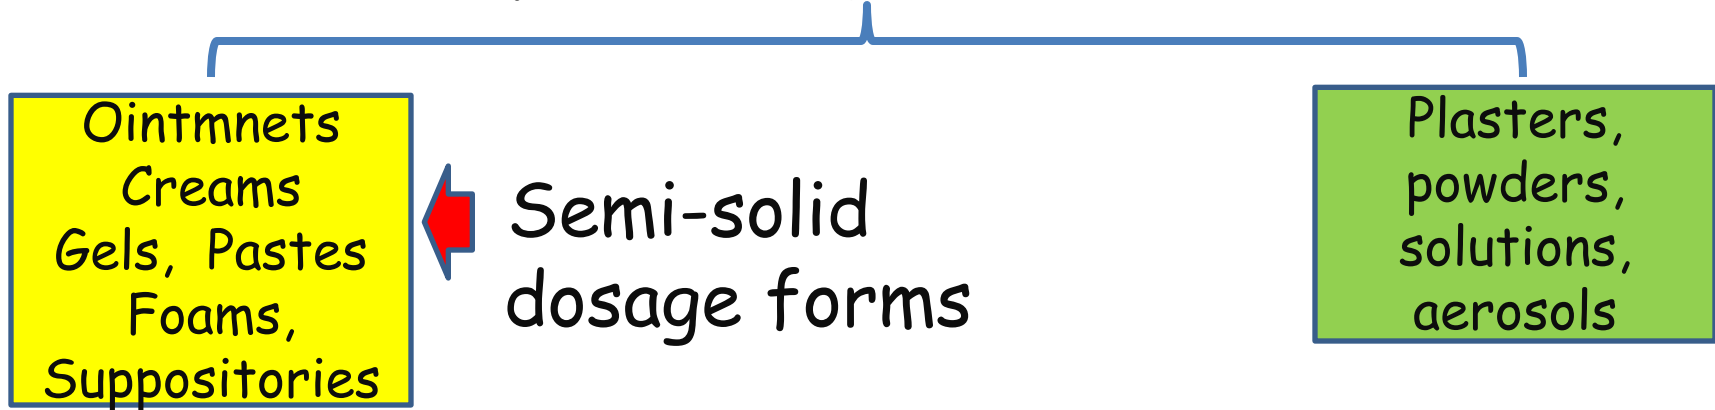 Ointmnets
Creams
Gels, Pastes
Foams,
Suppositories
Semi-solid
dosage forms
Plasters,
powders,
solutions,
aerosols